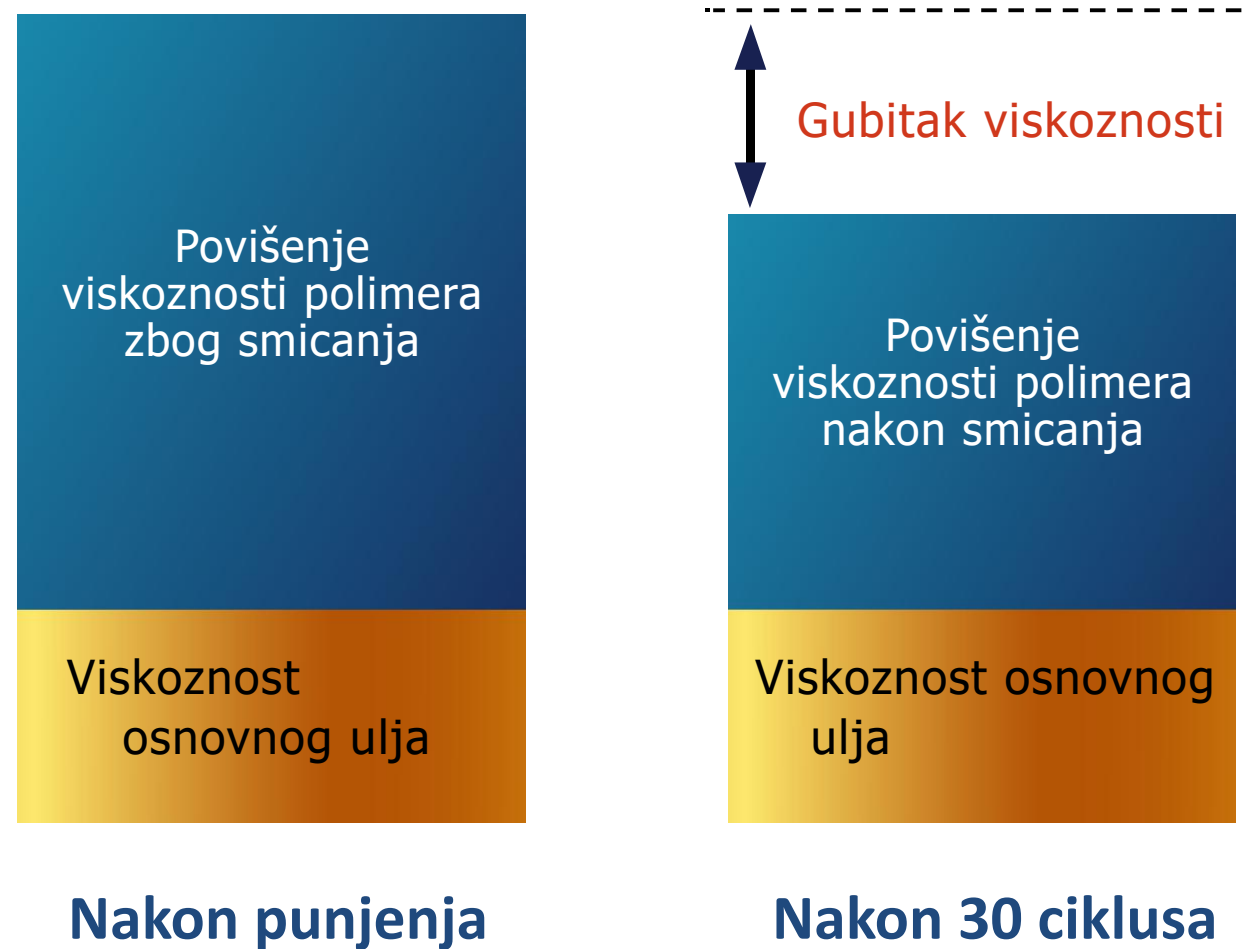 Povišenje
viskoznosti polimera
zbog smicanja
Viskoznost
osnovnog ulja
Nakon punjenja
Gubitak viskoznosti
Povišenje
viskoznosti polimera
nakon smicanja
Viskoznost osnovnog
ulja
Nakon 30 ciklusa